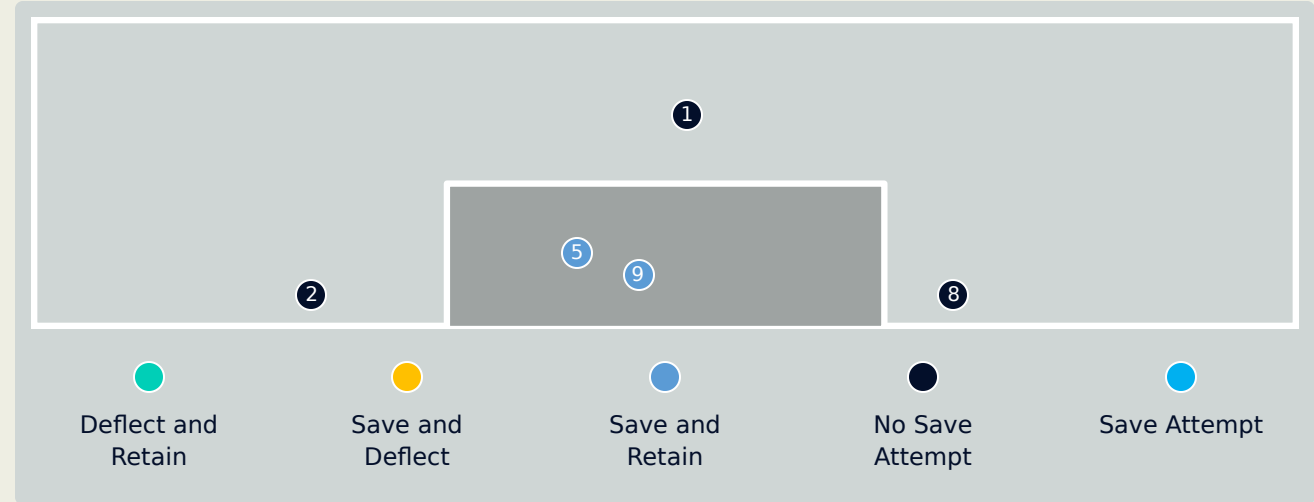 1
5
9
2
8
Deflect and
Retain
Save and
Deflect
Save and
Retain
No Save
Attempt
Save Attempt